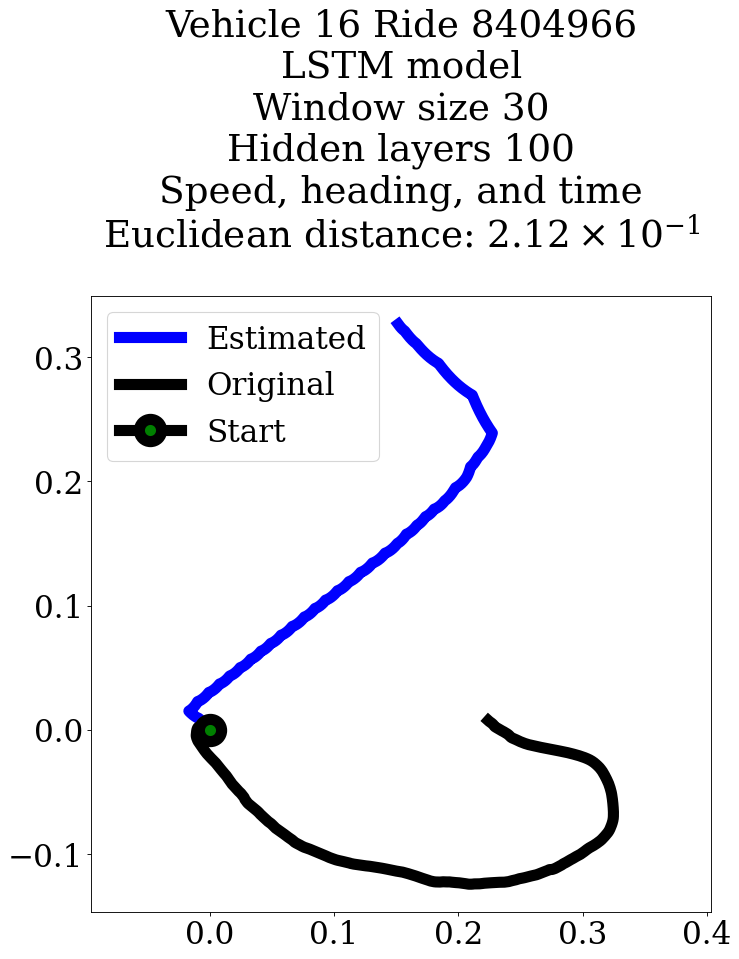 Vehicle 16 Ride 8404966
LSTM model
Window size 30
Hidden layers 100
Speed, heading, and time
Euclidean distance: 2.12 × 10⁻¹
Estimated
Original
Start
0.3
0.2
0.1
0.0
−0.1
0.0 0.1 0.2 0.3 0.4